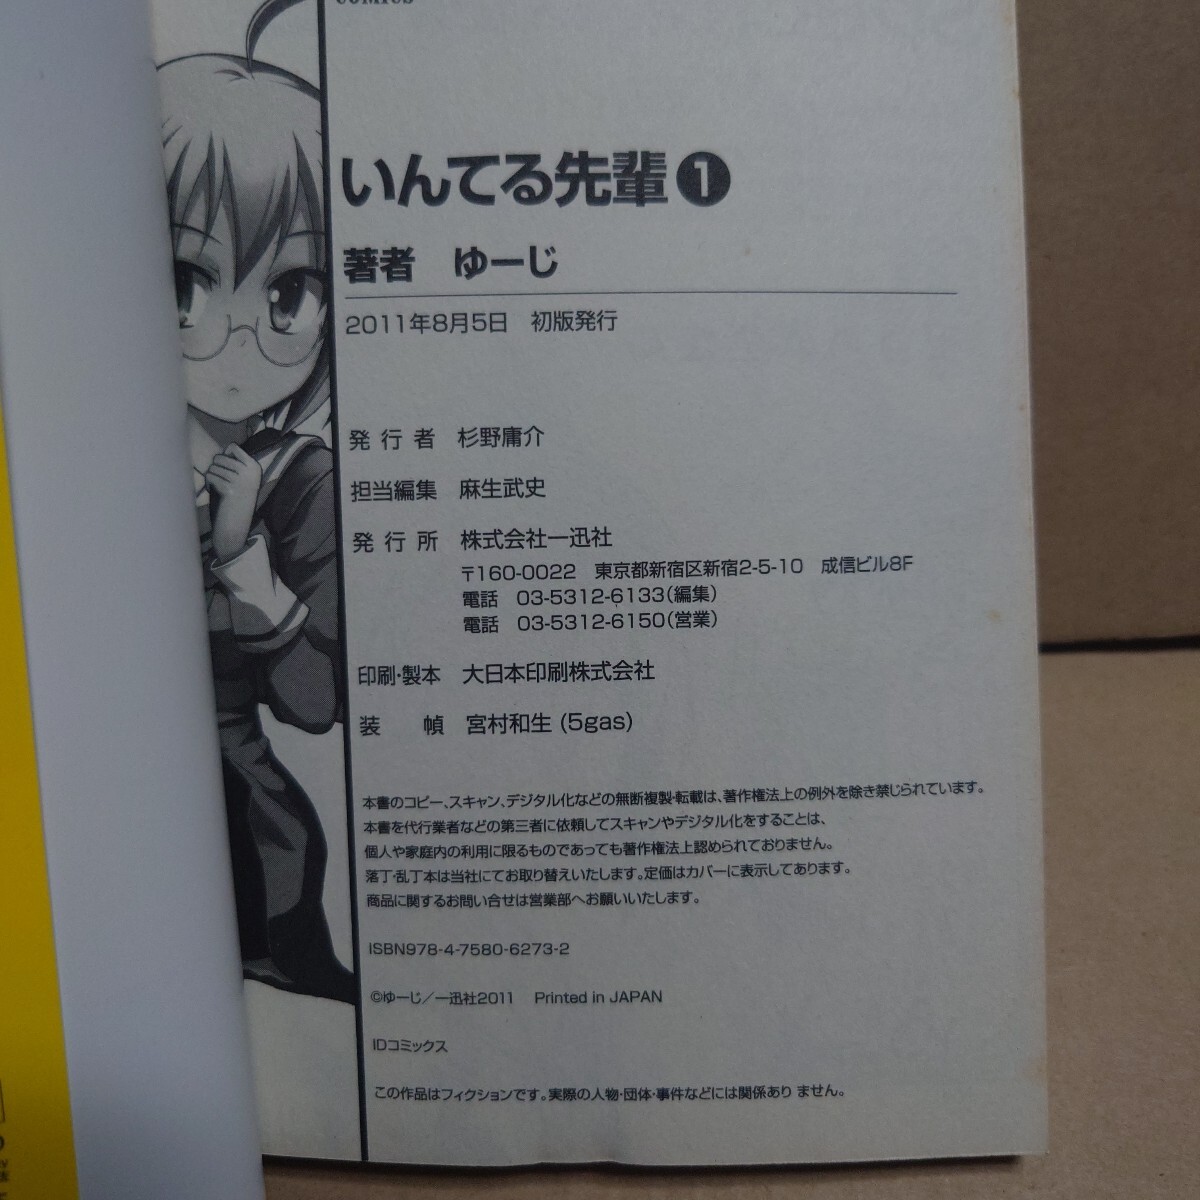 COMICS
いんてる先輩❶
著者　ゆーじ
2011年8月5日　初版発行
発行者　杉野庸介
担当編集　麻生武史
発行所　株式会社一迅社
〒160-0022　東京都新宿区新宿2-5-10　成信ビル8F
電話　03-5312-6133(編集)
電話　03-5312-6150(営業)
印刷・製本　大日本印刷株式会社
装　幀　宮村和生 (5gas)
本書のコピー、スキャン、デジタル化などの無断複製・転載は、著作権法上の例外を除き禁じられています。
本書を代行業者などの第三者に依頼してスキャンやデジタル化をすることは、
個人や家庭内の利用に限るものであっても著作権法上認められておりません。
落丁・乱丁本は当社にてお取り替えいたします。定価はカバーに表示してあります。
商品に関するお問い合せは営業部へお願いいたします。
ISBN978-4-7580-6273-2
©ゆーじ／一迅社2011　Printed in JAPAN
IDコミックス
この作品はフィクションです。実際の人物・団体・事件などには関係あり ません。